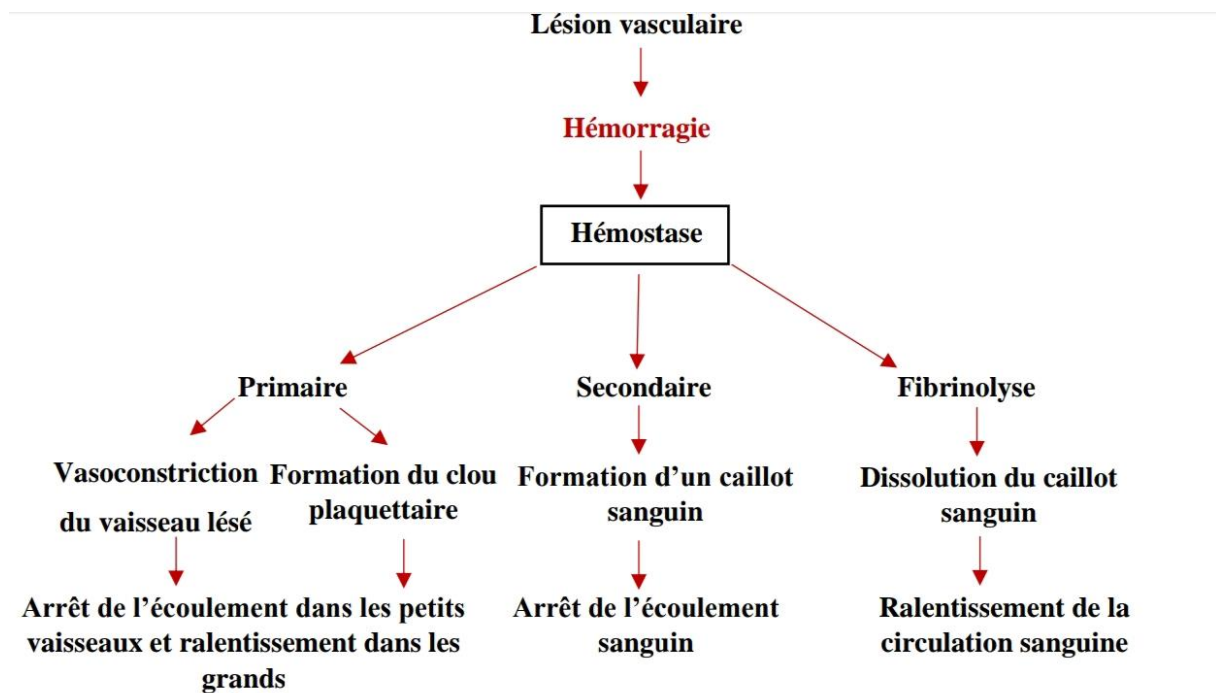 Lésion vasculaire
Hémorragie
Hémostase
Primaire
Secondaire
Fibrinolyse
Vasoconstriction
du vaisseau lésé
Formation du clou
plaquettaire
Formation d’un caillot
sanguin
Dissolution du caillot
sanguin
Arrêt de l’écoulement dans les petits
vaisseaux et ralentissement dans les
grands
Arrêt de l’écoulement
sanguin
Ralentissement de la
circulation sanguine